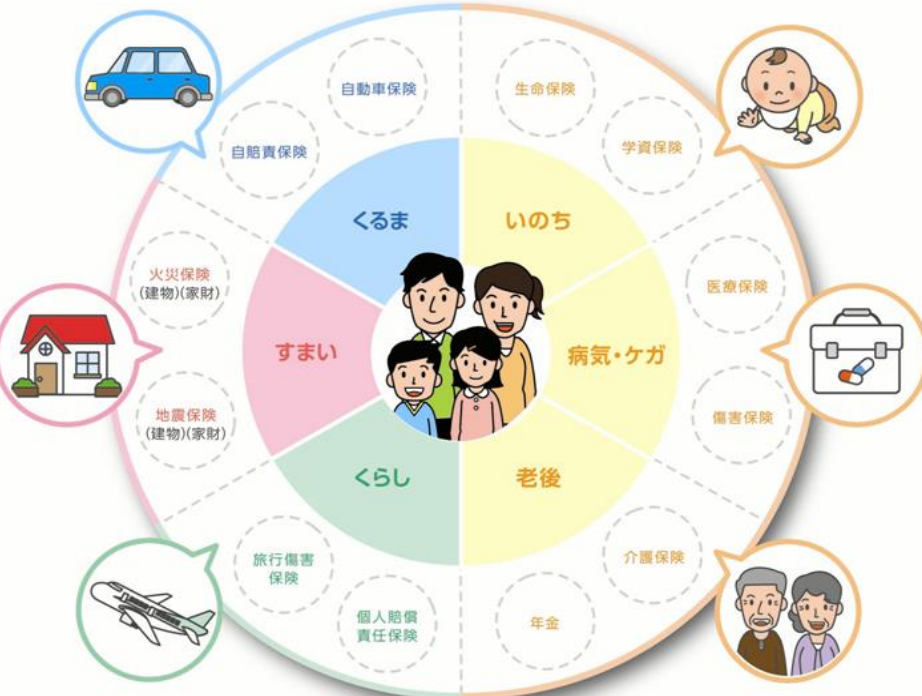 自動車保険
自賠責保険
くるま
生命保険
学資保険
いのち
火災保険
(建物)(家財)
地震保険
(建物)(家財)
すまい
医療保険
傷害保険
病気・ケガ
くらし
旅行傷害
保険
個人賠償
責任保険
老後
介護保険
年金